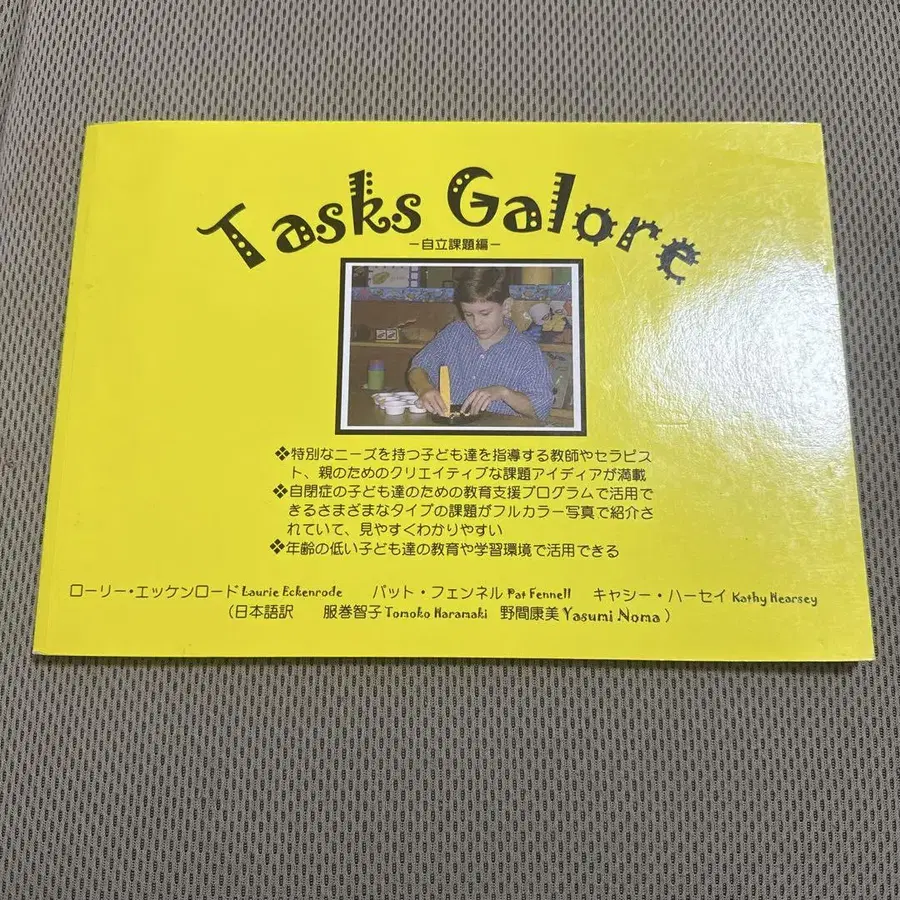 Tasks Galore
－自立課題編－
❖特別なニーズを持つ子ども達を指導する教師やセラピス
ト、親のためのクリエイティブな課題アイディアが満載
❖自閉症の子ども達のための教育支援プログラムで活用で
きるさまざまなタイプの課題がフルカラー写真で紹介さ
れていて、見やすくわかりやすい
❖年齢の低い子ども達の教育や学習環境で活用できる
ローリー・エッケンロード Laurie Eckenrode　パット・フェンネル Pat Fennell　キャシー・ハーセイ Kathy Hearsey
（日本語訳　服巻智子 Tomoko Haramaki　野間康美 Yasumi Noma ）